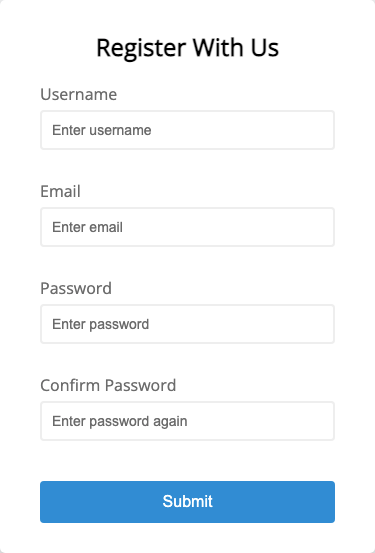 Register With Us
Username
Enter username
Email
Enter email
Password
Enter password
Confirm Password
Enter password again
Submit